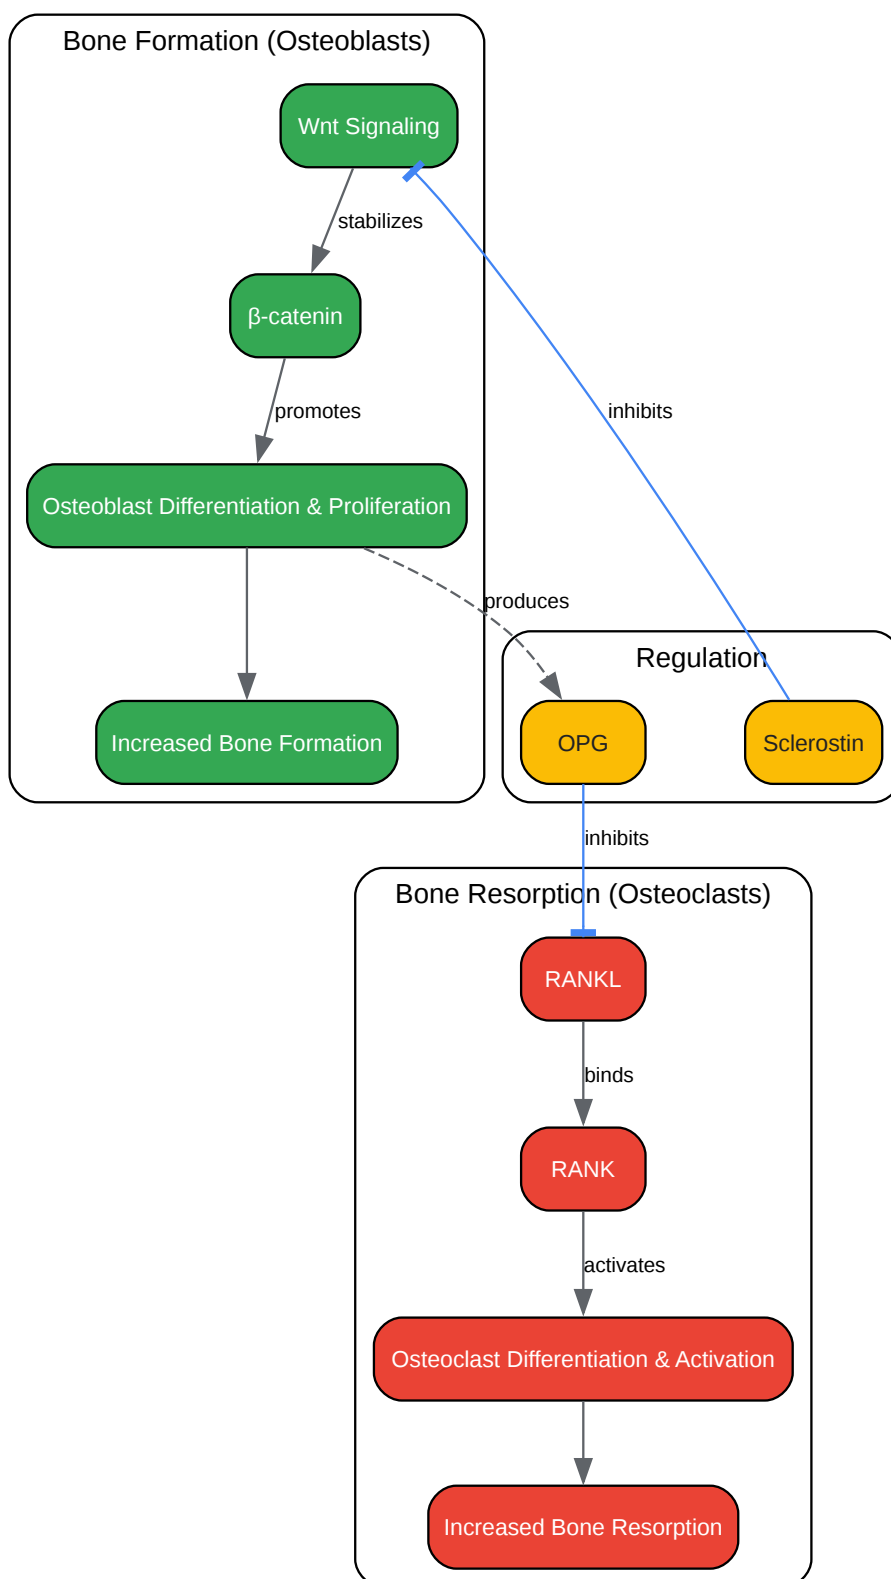 Bone Formation (Osteoblasts)
Wnt Signaling
stabilizes
β-catenin
promotes
inhibits
Osteoblast Differentiation & Proliferation
produces
Regulation
Increased Bone Formation
OPG
Sclerostin
inhibits
Bone Resorption (Osteoclasts)
RANKL
binds
RANK
activates
Osteoclast Differentiation & Activation
Increased Bone Resorption